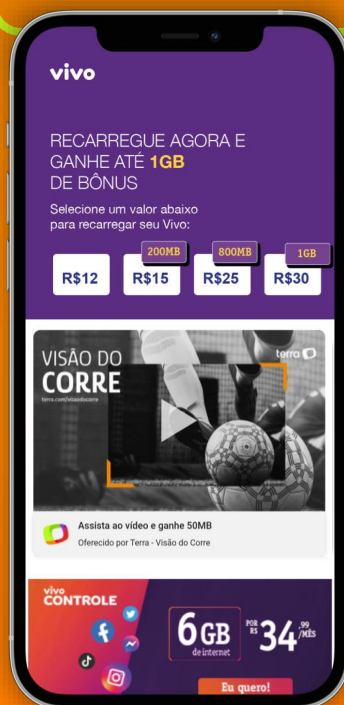 vivo
RECARREGUE AGORA E
GANHE ATÉ 1GB
DE BÔNUS
Selecione um valor abaixo
para recarregar seu Vivo:
200MB
800MB
1GB
R$12
R$15
R$25
R$30
VISÃO DO
CORRE
terra.com/visaodocorre
terra
Assista ao vídeo e ganhe 50MB
Oferecido por Terra - Visão do Corre
vivo
CONTROLE
6GB
de internet
POR
R$
34,99
/MÊS
Eu quero!